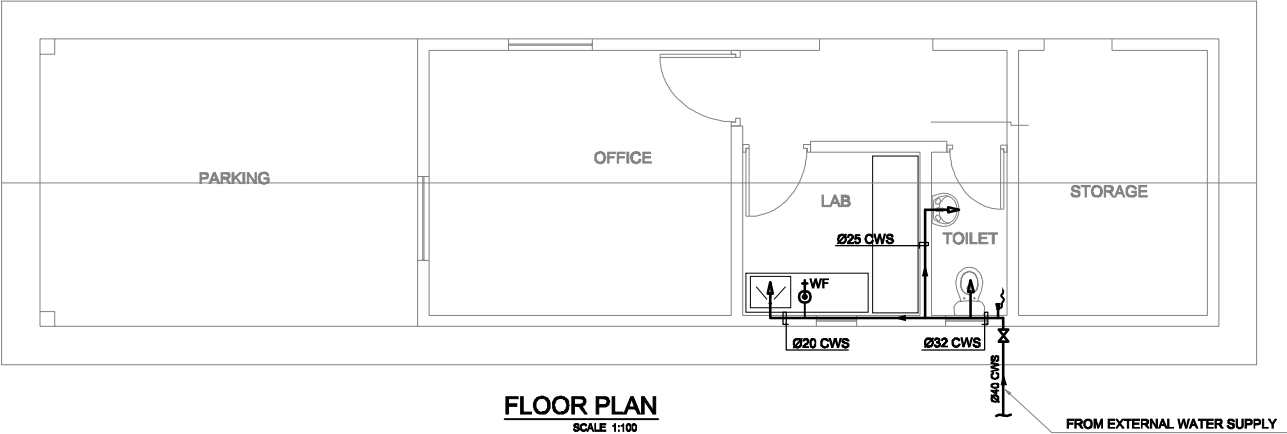 OFFICE
PARKING
LAB
STORAGE
Ø25 CWS
TOILET
WF
Ø20 CWS
Ø32 CWS
Ø40 CWS
FLOOR PLAN
SCALE 1:100
FROM EXTERNAL WATER SUPPLY